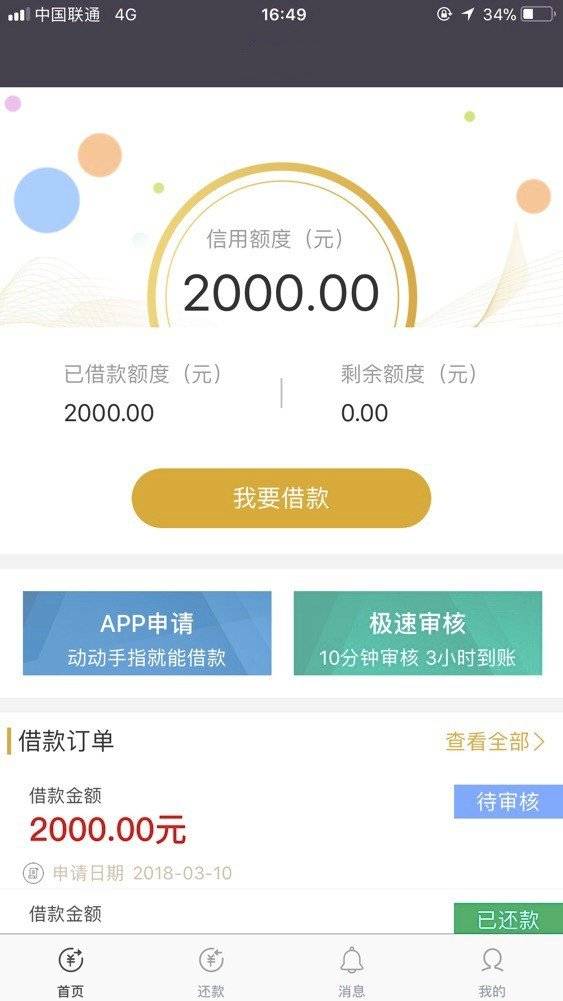 中国联通 4G 16:49 34%
信用额度（元）
2000.00
已借款额度（元） 剩余额度（元）
2000.00 0.00
我要借款
APP申请 极速审核
动动手指就能借款 10分钟审核 3小时到账
借款订单 查看全部
借款金额 待审核
2000.00元
申请日期 2018-03-10
借款金额 已还款
首页 还款 消息 我的